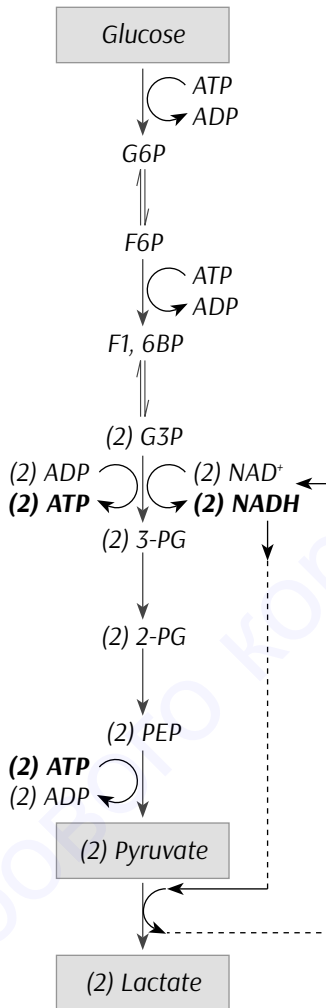 Glucose
ATP
ADP
G6P
F6P
ATP
ADP
F1, 6BP
(2) G3P
(2) ADP
(2) NAD⁺
(2) ATP
(2) NADH
(2) 3-PG
(2) 2-PG
(2) PEP
(2) ATP
(2) ADP
(2) Pyruvate
(2) Lactate